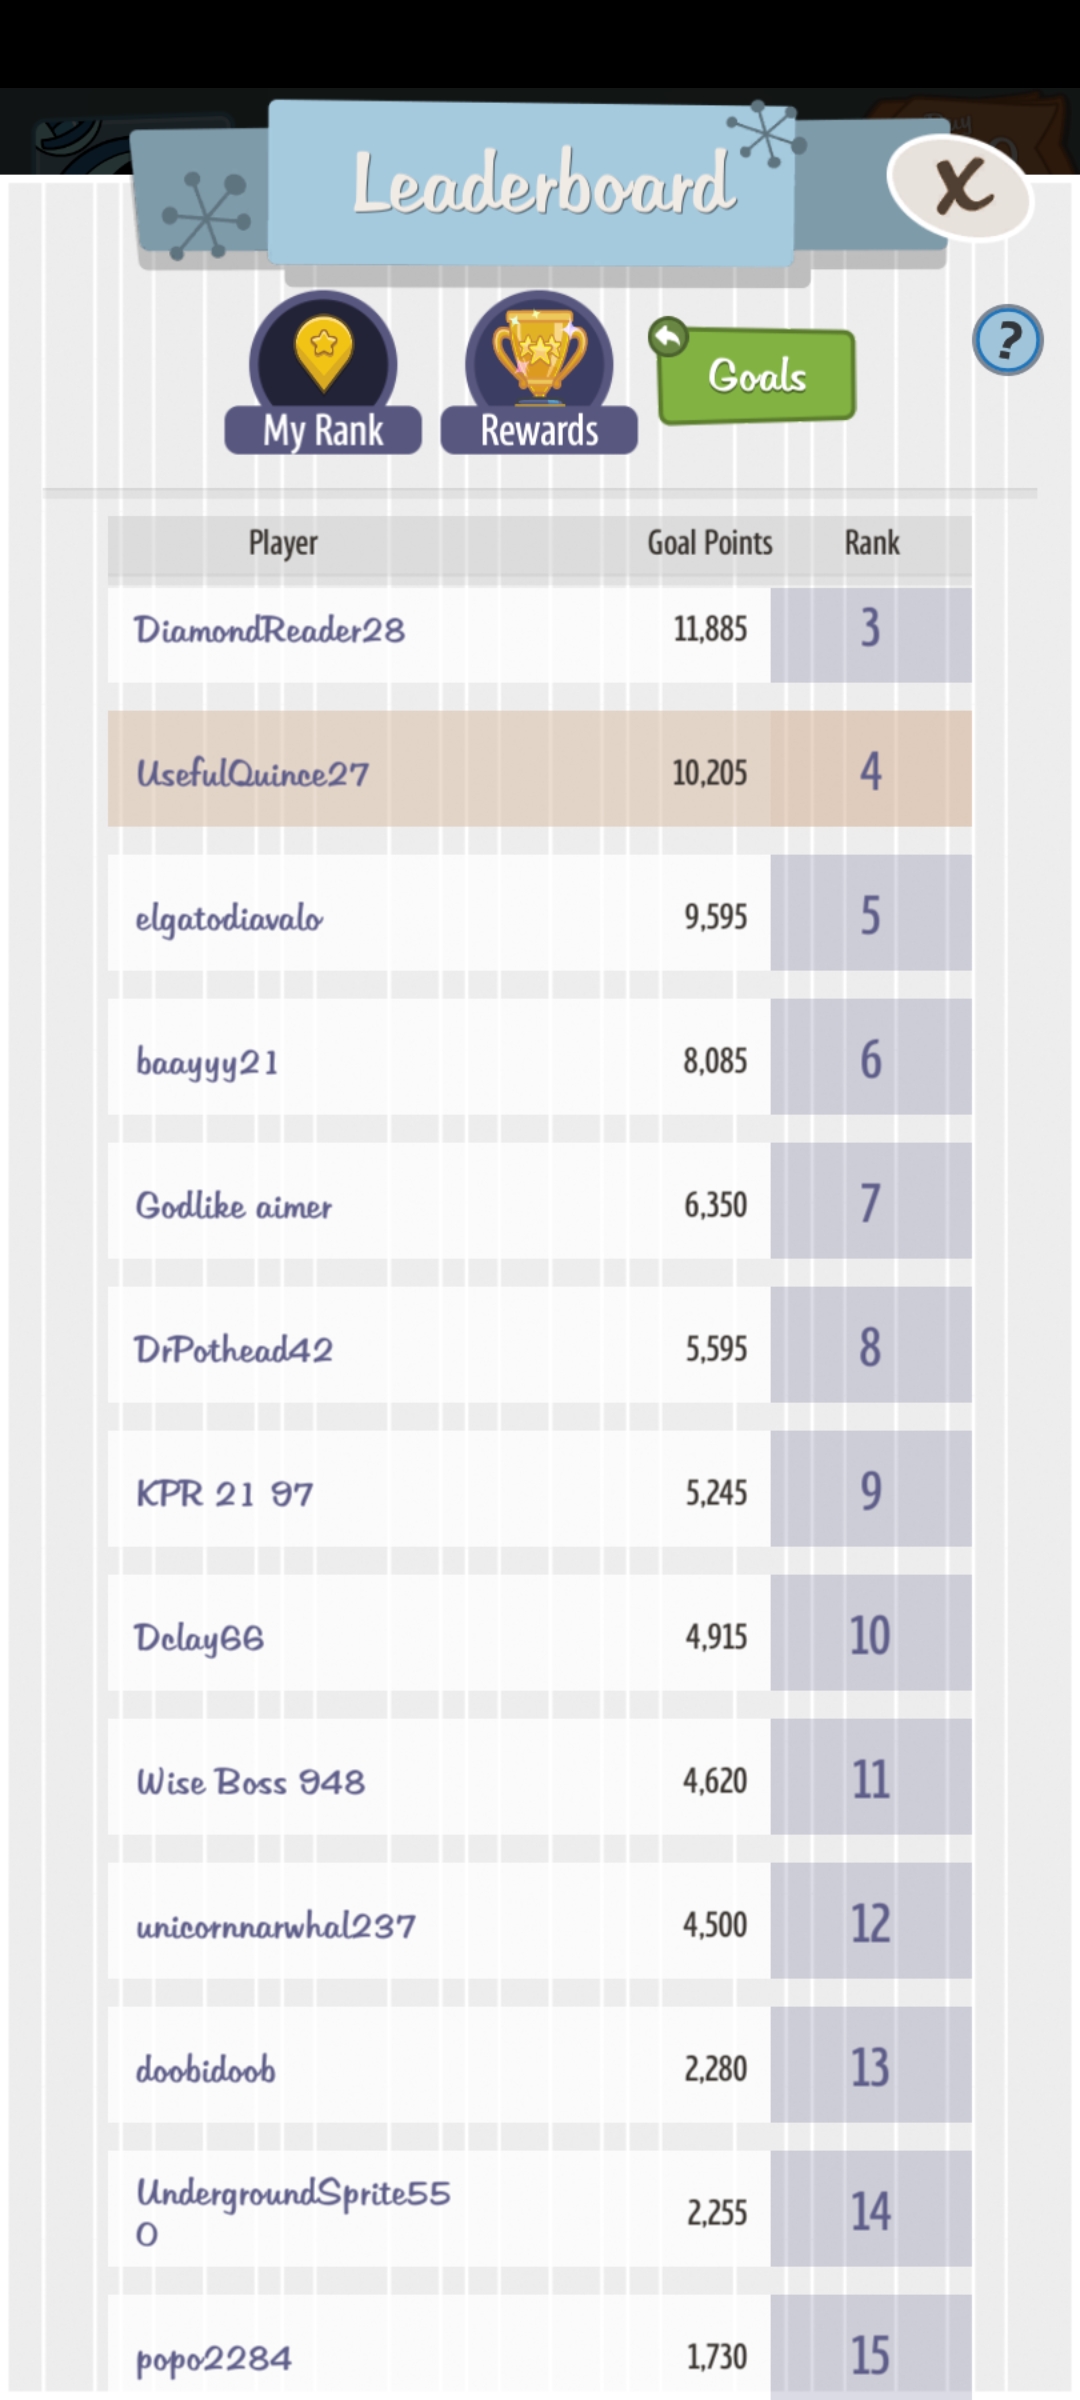 Leaderboard
X
My Rank
Rewards
Goals
?
Player Goal Points Rank
DiamondReader28 11,885 3
UsefulQuince27 10,205 4
elgatodiavalo 9,595 5
baayyy21 8,085 6
Godlike aimer 6,350 7
DrPothead42 5,595 8
KPR 21 97 5,245 9
Dclay66 4,915 10
Wise Boss 948 4,620 11
unicornnarwhal237 4,500 12
doobidoob 2,280 13
UndergroundSprite55
0 2,255 14
popo2284 1,730 15